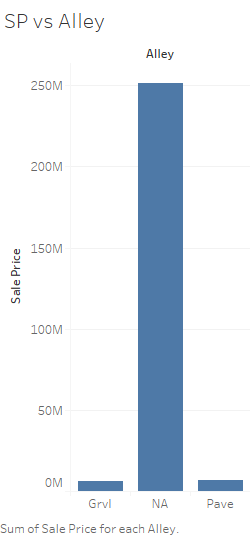 SP vs Alley
Alley
250M
200M
150M
100M
50M
0M
Sale Price
Grvl NA Pave
Sum of Sale Price for each Alley.